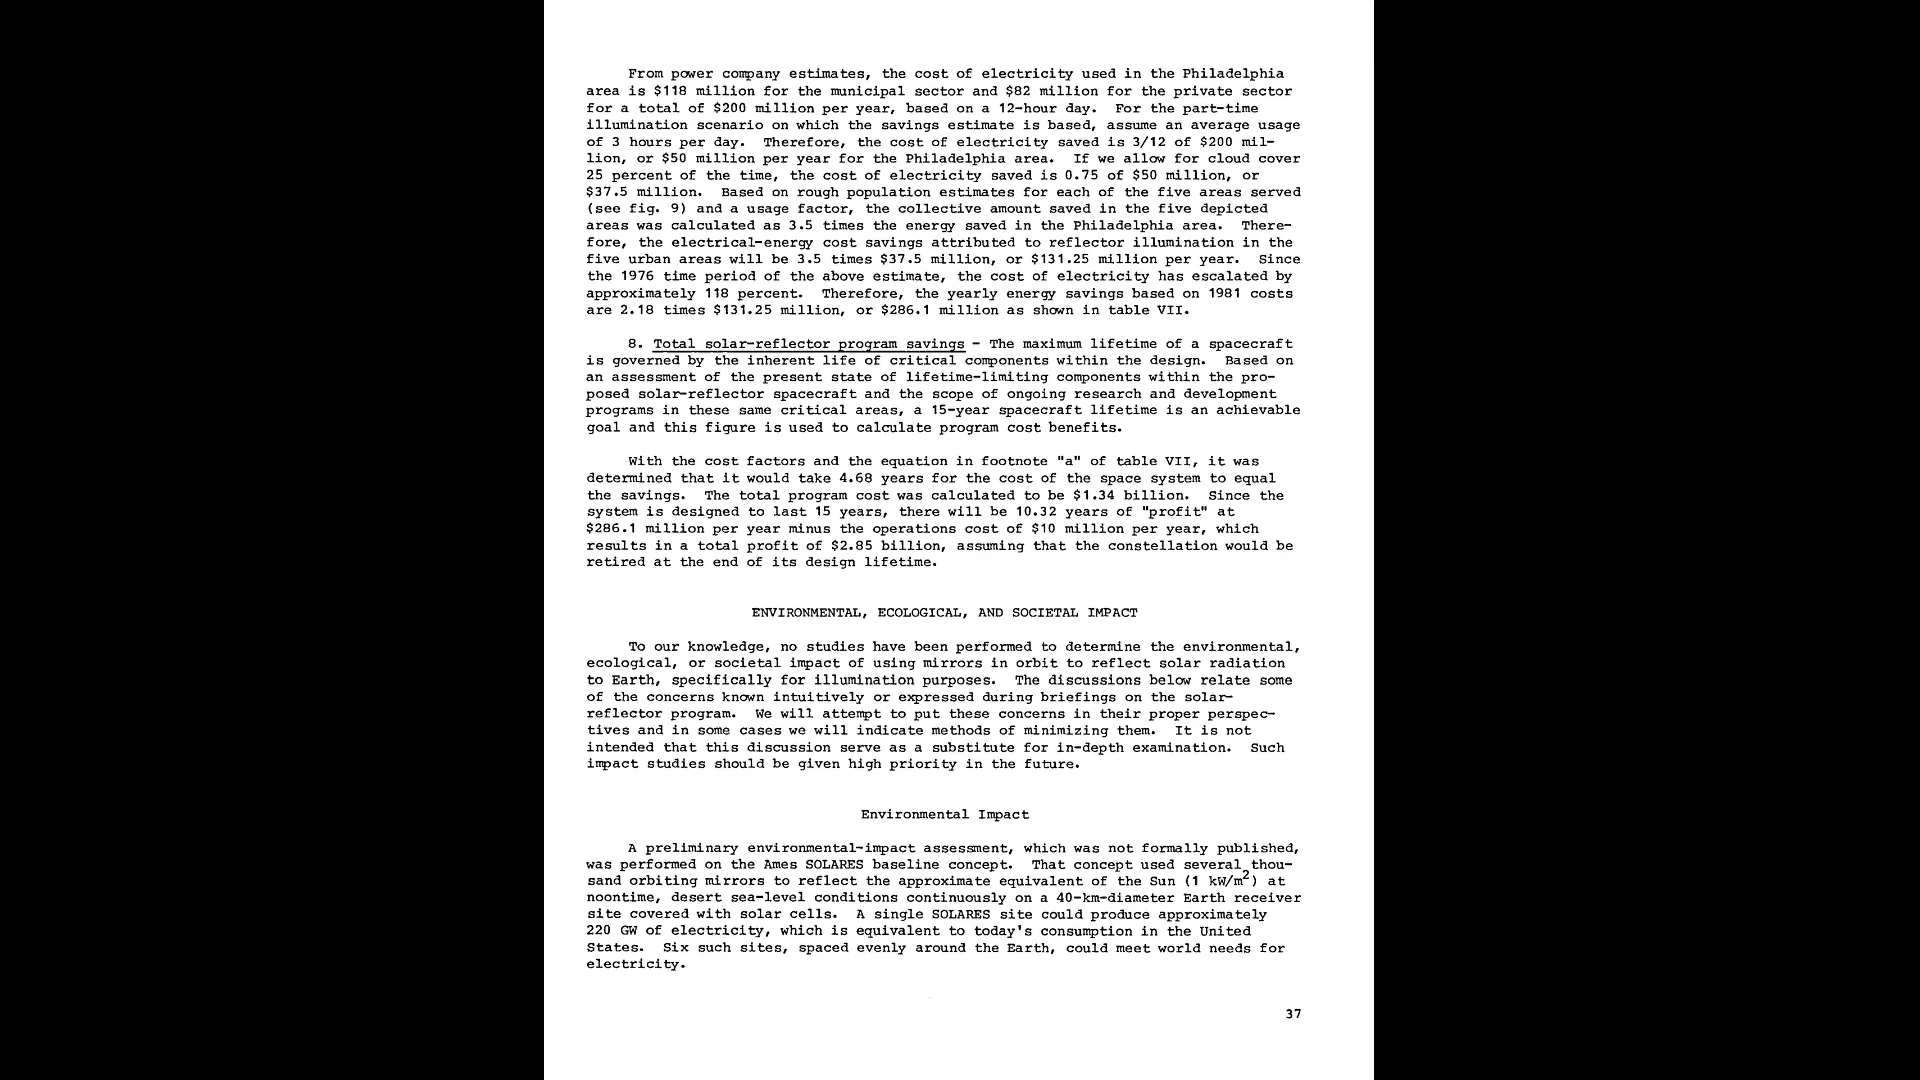 From power company estimates, the cost of electricity used in the Philadelphia
area is $118 million for the municipal sector and $82 million for the private sector
for a total of $200 million per year, based on a 12-hour day. For the part-time
illumination scenario on which the savings estimate is based, assume an average usage
of 3 hours per day. Therefore, the cost of electricity saved is 3/12 of $200 mil-
lion, or $50 million per year for the Philadelphia area. If we allow for cloud cover
25 percent of the time, the cost of electricity saved is 0.75 of $50 million, or
$37.5 million. Based on rough population estimates for each of the five areas served
(see fig. 9) and a usage factor, the collective amount saved in the five depicted
areas was calculated as 3.5 times the energy saved in the Philadelphia area. There-
fore, the electrical-energy cost savings attributed to reflector illumination in the
five urban areas will be 3.5 times $37.5 million, or $131.25 million per year. Since
the 1976 time period of the above estimate, the cost of electricity has escalated by
approximately 118 percent. Therefore, the yearly energy savings based on 1981 costs
are 2.18 times $131.25 million, or $286.1 million as shown in table VII.
8. Total solar-reflector program savings - The maximum lifetime of a spacecraft
is governed by the inherent life of critical components within the design. Based on
an assessment of the present state of lifetime-limiting components within the pro-
posed solar-reflector spacecraft and the scope of ongoing research and development
programs in these same critical areas, a 15-year spacecraft lifetime is an achievable
goal and this figure is used to calculate program cost benefits.
With the cost factors and the equation in footnote "a" of table VII, it was
determined that it would take 4.68 years for the cost of the space system to equal
the savings. The total program cost was calculated to be $1.34 billion. Since the
system is designed to last 15 years, there will be 10.32 years of "profit" at
$286.1 million per year minus the operations cost of $10 million per year, which
results in a total profit of $2.85 billion, assuming that the constellation would be
retired at the end of its design lifetime.
ENVIRONMENTAL, ECOLOGICAL, AND SOCIETAL IMPACT
To our knowledge, no studies have been performed to determine the environmental,
ecological, or societal impact of using mirrors in orbit to reflect solar radiation
to Earth, specifically for illumination purposes. The discussions below relate some
of the concerns known intuitively or expressed during briefings on the solar-
reflector program. We will attempt to put these concerns in their proper perspec-
tives and in some cases we will indicate methods of minimizing them. It is not
intended that this discussion serve as a substitute for in-depth examination. Such
impact studies should be given high priority in the future.
Environmental Impact
A preliminary environmental-impact assessment, which was not formally published,
was performed on the Ames SOLARES baseline concept. That concept used several thou-
sand orbiting mirrors to reflect the approximate equivalent of the Sun (1 kW/m2) at
noontime, desert sea-level conditions continuously on a 40-km-diameter Earth receiver
site covered with solar cells. A single SOLARES site could produce approximately
220 GW of electricity, which is equivalent to today's consumption in the United
States. Six such sites, spaced evenly around the Earth, could meet world needs for
electricity.
37